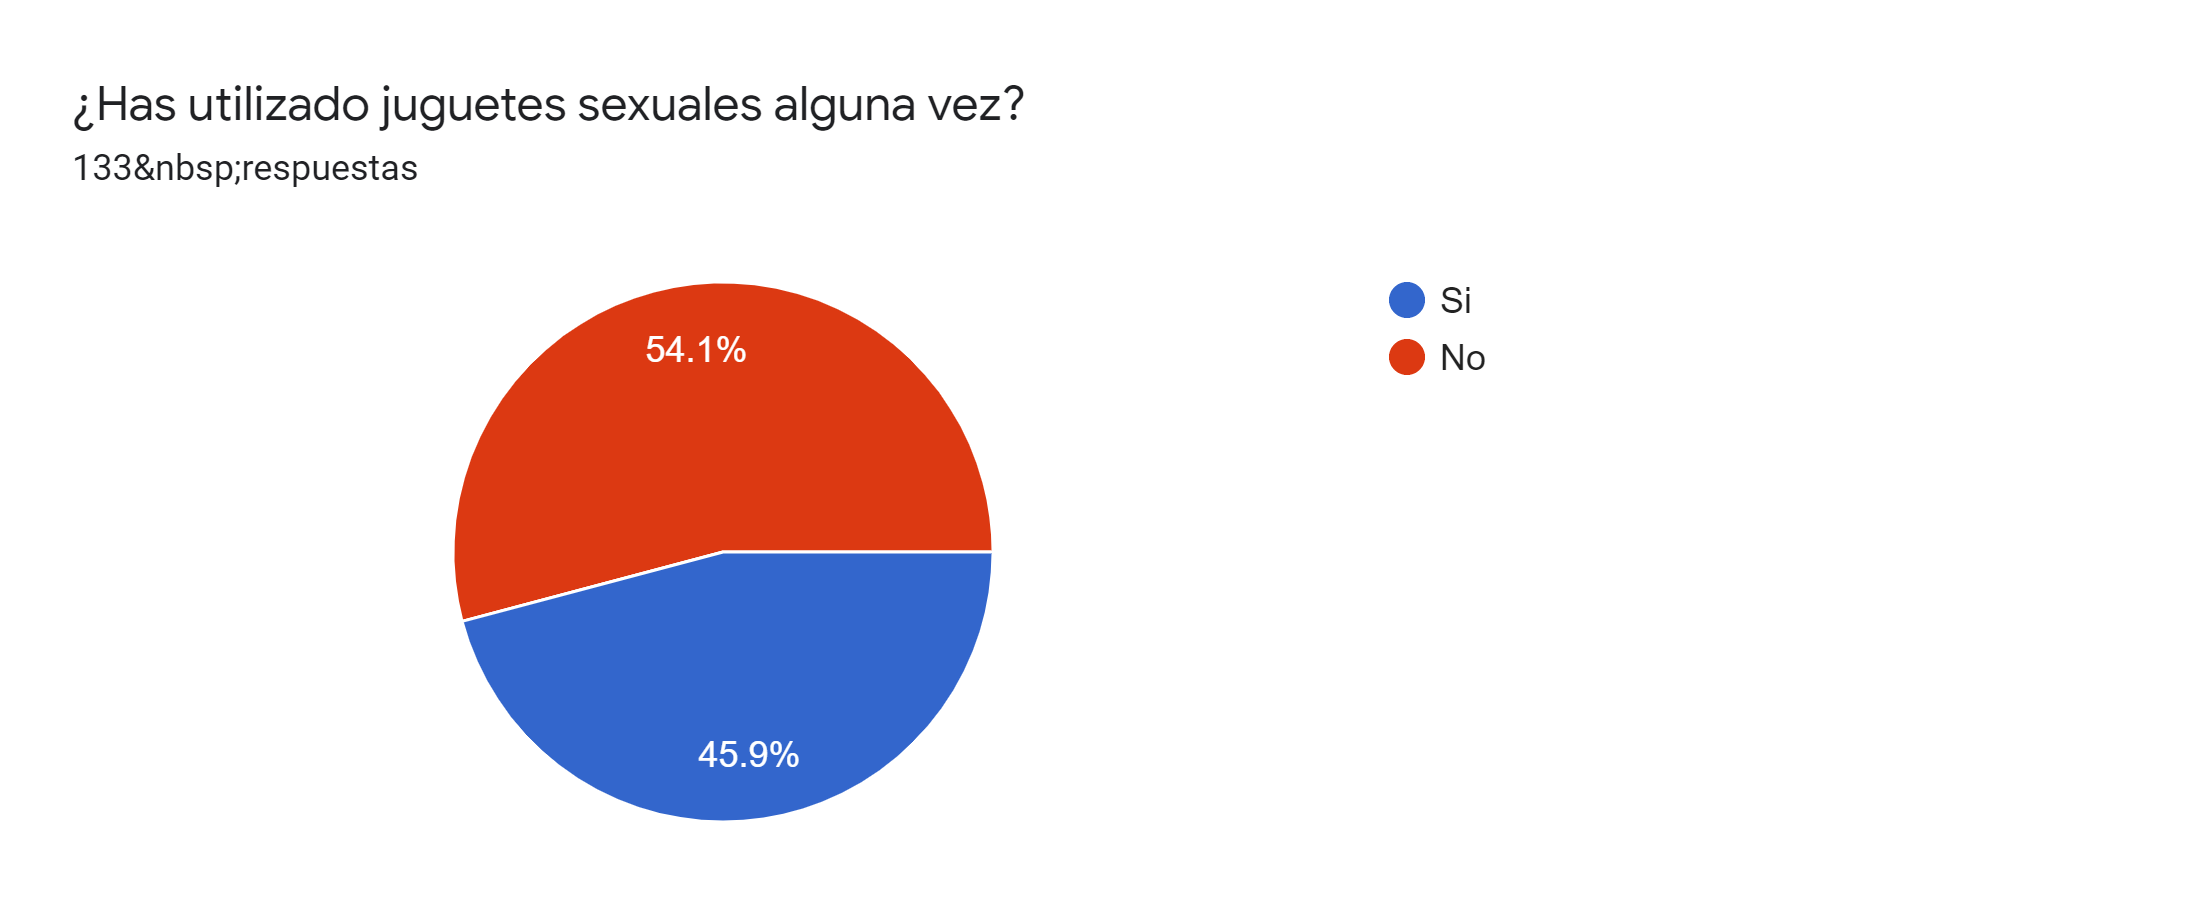 ¿Has utilizado juguetes sexuales alguna vez?
133&nbsp;respuestas
Si
No
54.1%
45.9%